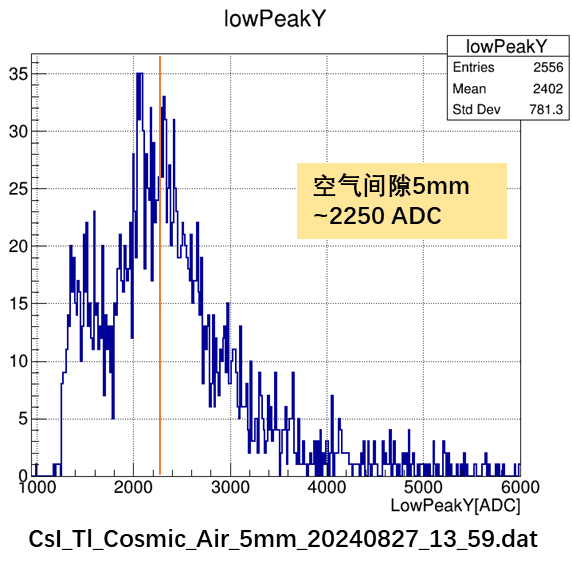 lowPeakY
lowPeakY
Entries 2556
Mean 2402
Std Dev 781.3
35
30
25
20
15
10
5
0
空气间隙5mm
~2250 ADC
1000 2000 3000 4000 5000 6000
LowPeakY[ADC]
CsI_Tl_Cosmic_Air_5mm_20240827_13_59.dat